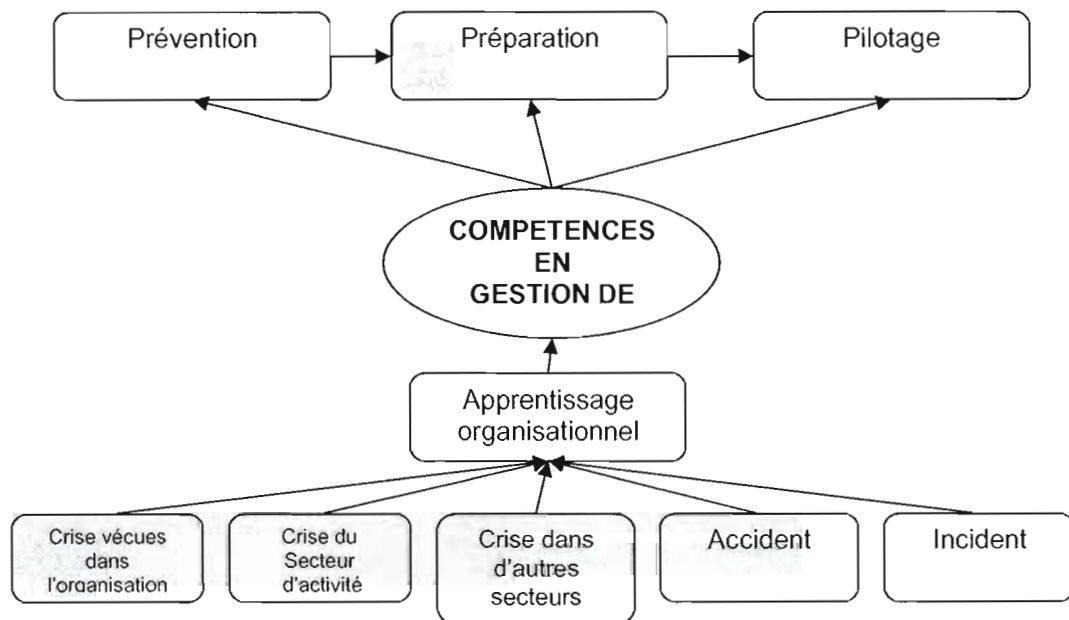 Prévention
Préparation
Pilotage
COMPETENCES
EN
GESTION DE
Apprentissage
organisationnel
Crise vécues
dans
l'organisation
Crise du
Secteur
d'activité
Crise dans
d'autres
secteurs
Accident
Incident